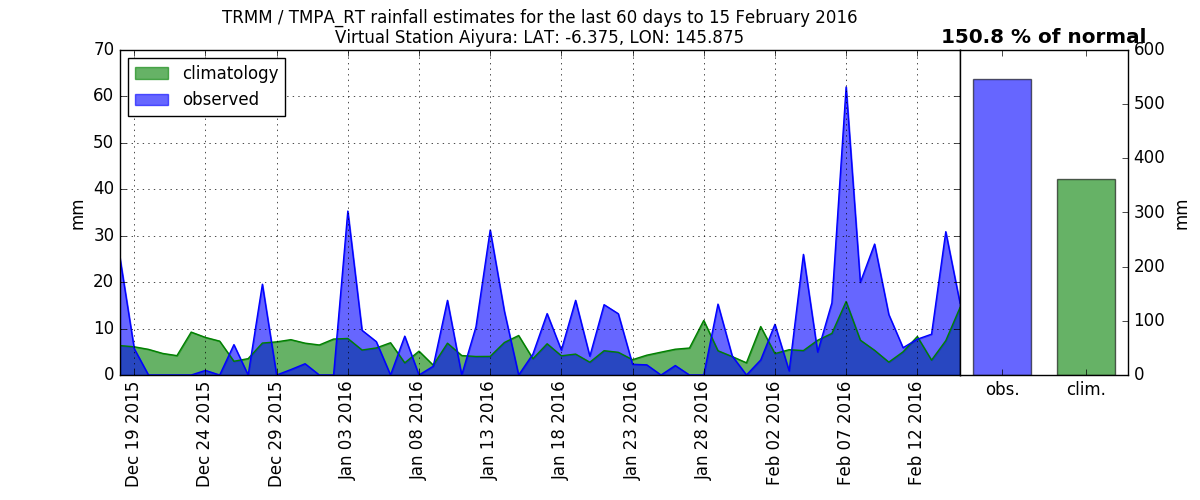 TRMM / TMPA_RT rainfall estimates for the last 60 days to 15 February 2016
Virtual Station Aiyura: LAT: -6.375, LON: 145.875
150.8 % of normal
climatology
observed
mm
70
60
50
40
30
20
10
0
Dec 19 2015
Dec 24 2015
Dec 29 2015
Jan 03 2016
Jan 08 2016
Jan 13 2016
Jan 18 2016
Jan 23 2016
Jan 28 2016
Feb 02 2016
Feb 07 2016
Feb 12 2016
600
500
400
300
200
100
0
mm
obs.
clim.